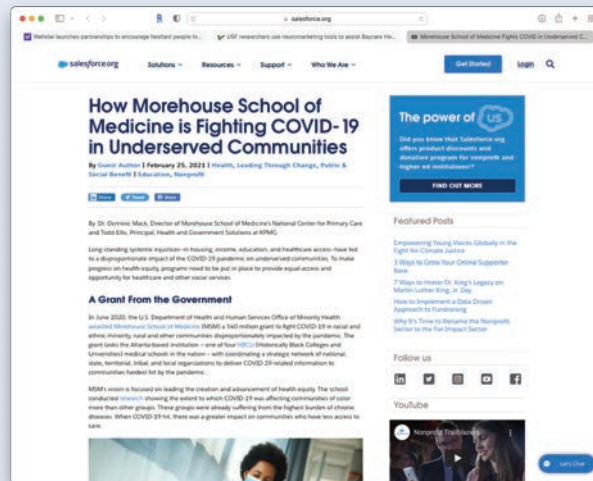 salesforce.org
Wellstar launches partnerships to encourage hesitant people to...
USF researchers use neuromarketing tools to assist Baycare He...
Morehouse School of Medicine Fights COVID in Underserved C...
salesforce.org
Solutions
Resources
Support
Who We Are
Get Started
Login
How Morehouse School of
Medicine is Fighting COVID-19
in Underserved Communities
By Guest Author | February 25, 2021 | Health, Leading Through Change, Public &
Social Benefit | Education, Nonprofit
Share
Tweet
Share
By Dr. Dominic Mack, Director of Morehouse School of Medicine's National Center for Primary Care
and Todd Ellis, Principal, Health and Government Solutions at KPMG
Long standing systemic injustices–in housing, income, education, and healthcare access–have led
to a disproportionate impact of the COVID-19 pandemic on underserved communities. To make
progress on health equity, programs need to be put in place to provide equal access and
opportunity for healthcare and other social services.
A Grant From the Government
In June 2020, the U.S. Department of Health and Human Services Office of Minority Health
awarded Morehouse School of Medicine (MSM) a $40 million grant to fight COVID-19 in racial and
ethnic minority, rural and other communities disproportionately impacted by the pandemic. The
grant tasks the Atlanta-based institution – one of four HBCU (Historically Black Colleges and
Universities) medical schools in the nation – with coordinating a strategic network of national,
state, territorial, tribal, and local organizations to deliver COVID-19-related information to
communities hardest hit by the pandemic.
MSM's vision is focused on leading the creation and advancement of health equity. The school
conducted research showing the extent to which COVID-19 was affecting communities of color
more than other groups. These groups were already suffering from the highest burden of chronic
diseases. When COVID-19 hit, there was a greater impact on communities who have less access to
care.
The power of US
Did you know that Salesforce.org
offers product discounts and
donation program for nonprofit and
higher ed institutions!?
FIND OUT MORE
Featured Posts
Empowering Young Voices Globally in the
Fight for Climate Justice
3 Ways to Grow Your Online Supporter
Base
7 Ways to Honor Dr. King's Legacy on
Martin Luther King, Jr. Day
How to Implement a Data Driven
Approach to Fundraising
Why It's Time to Rename the Nonprofit
Sector to the For-Impact Sector
Follow us
YouTube
Nonprofit Trailblazers
Let's Chat